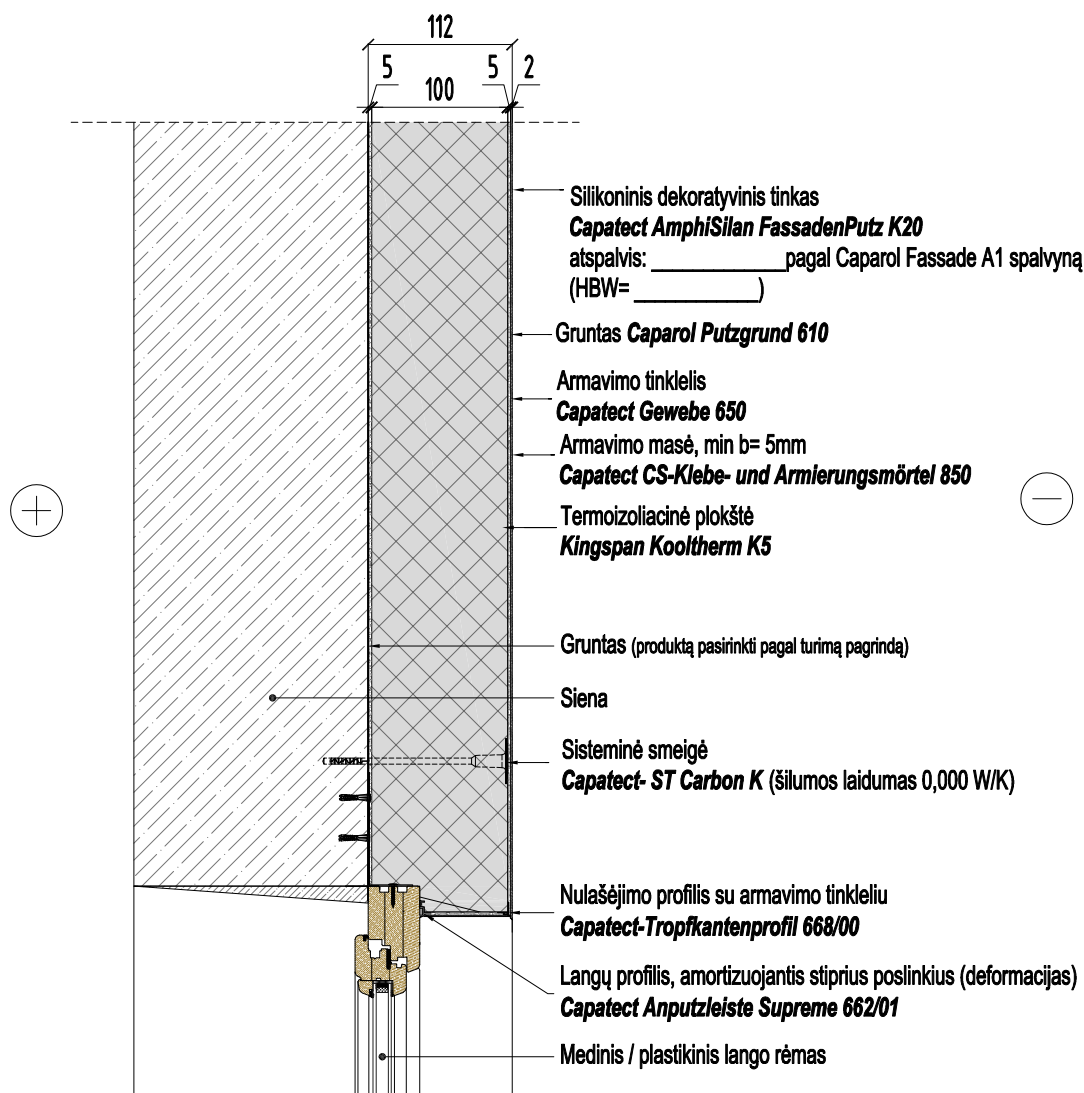 112
5 5 2
100
Silikoninis dekoratyvinis tinkas
Capatect AmphiSilan FassadenPutz K20
atspalvis: _____________pagal Caparol Fassade A1 spalvyną
(HBW= ____________)
Gruntas Caparol Putzgrund 610
Armavimo tinklelis
Capatect Gewebe 650
Armavimo masė, min b= 5mm
Capatect CS-Klebe- und Armierungsmörtel 850
Termoizoliacinė plokštė
Kingspan Kooltherm K5
Gruntas (produktą pasirinkti pagal turimą pagrindą)
Siena
Sisteminė smeigė
Capatect- ST Carbon K (šilumos laidumas 0,000 W/K)
Nulašėjimo profilis su armavimo tinkleliu
Capatect-Tropfkantenprofil 668/00
Langų profilis, amortizuojantis stiprius poslinkius (deformacijas)
Capatect Anputzleiste Supreme 662/01
Medinis / plastikinis lango rėmas